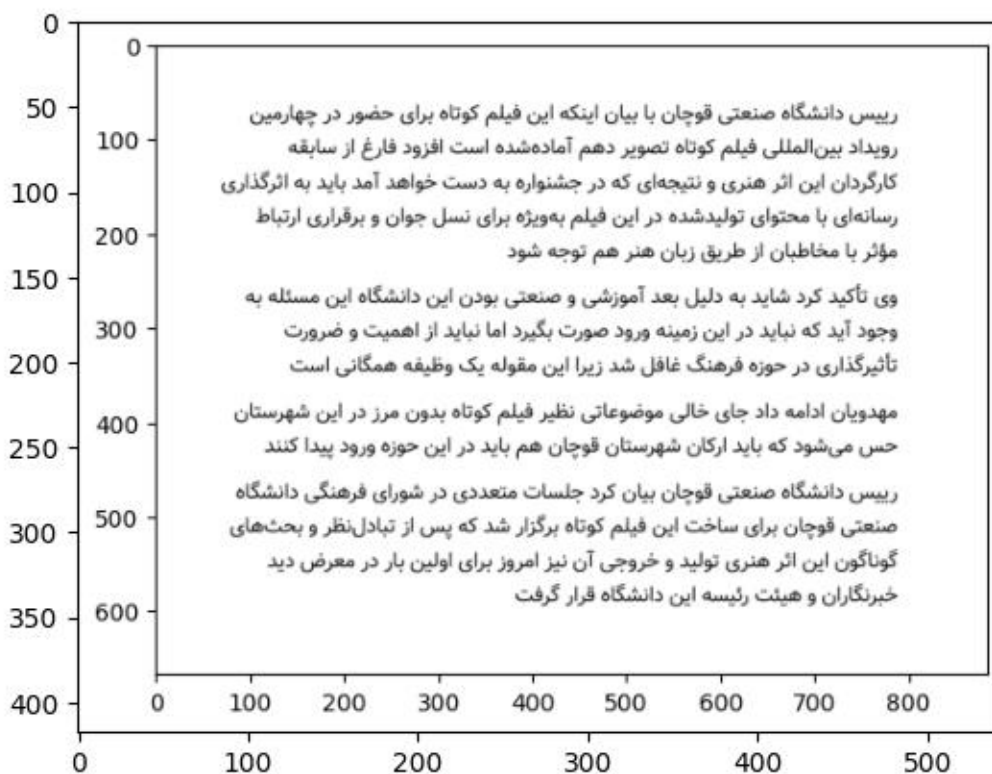 0
50
100
150
200
250
300
350
400
0
100
200
300
400
500
600
رییس دانشگاه صنعتی قوچان با بیان اینکه این فیلم کوتاه برای حضور در چهارمین
رویداد بین‌المللی فیلم کوتاه تصویر دهم آماده‌شده است افزود فارغ از سابقه
کارگردان این اثر هنری و نتیجه‌ای که در جشنواره به دست خواهد آمد باید به اثرگذاری
رسانه‌ای با محتوای تولیدشده در این فیلم به‌ویژه برای نسل جوان و برقراری ارتباط
مؤثر با مخاطبان از طریق زبان هنر هم توجه شود
وی تأکید کرد شاید به دلیل بعد آموزشی و صنعتی بودن این دانشگاه این مسئله به
وجود آید که نباید در این زمینه ورود صورت بگیرد اما نباید از اهمیت و ضرورت
تأثیرگذاری در حوزه فرهنگ غافل شد زیرا این مقوله یک وظیفه همگانی است
مهدویان ادامه داد جای خالی موضوعاتی نظیر فیلم کوتاه بدون مرز در این شهرستان
حس می‌شود که باید ارکان شهرستان قوچان هم باید در این حوزه ورود پیدا کنند
رییس دانشگاه صنعتی قوچان بیان کرد جلسات متعددی در شورای فرهنگی دانشگاه
صنعتی قوچان برای ساخت این فیلم کوتاه برگزار شد که پس از تبادل‌نظر و بحث‌های
گوناگون این اثر هنری تولید و خروجی آن نیز امروز برای اولین بار در معرض دید
خبرنگاران و هیئت رئیسه این دانشگاه قرار گرفت
0 100 200 300 400 500 600 700 800
0 100 200 300 400 500